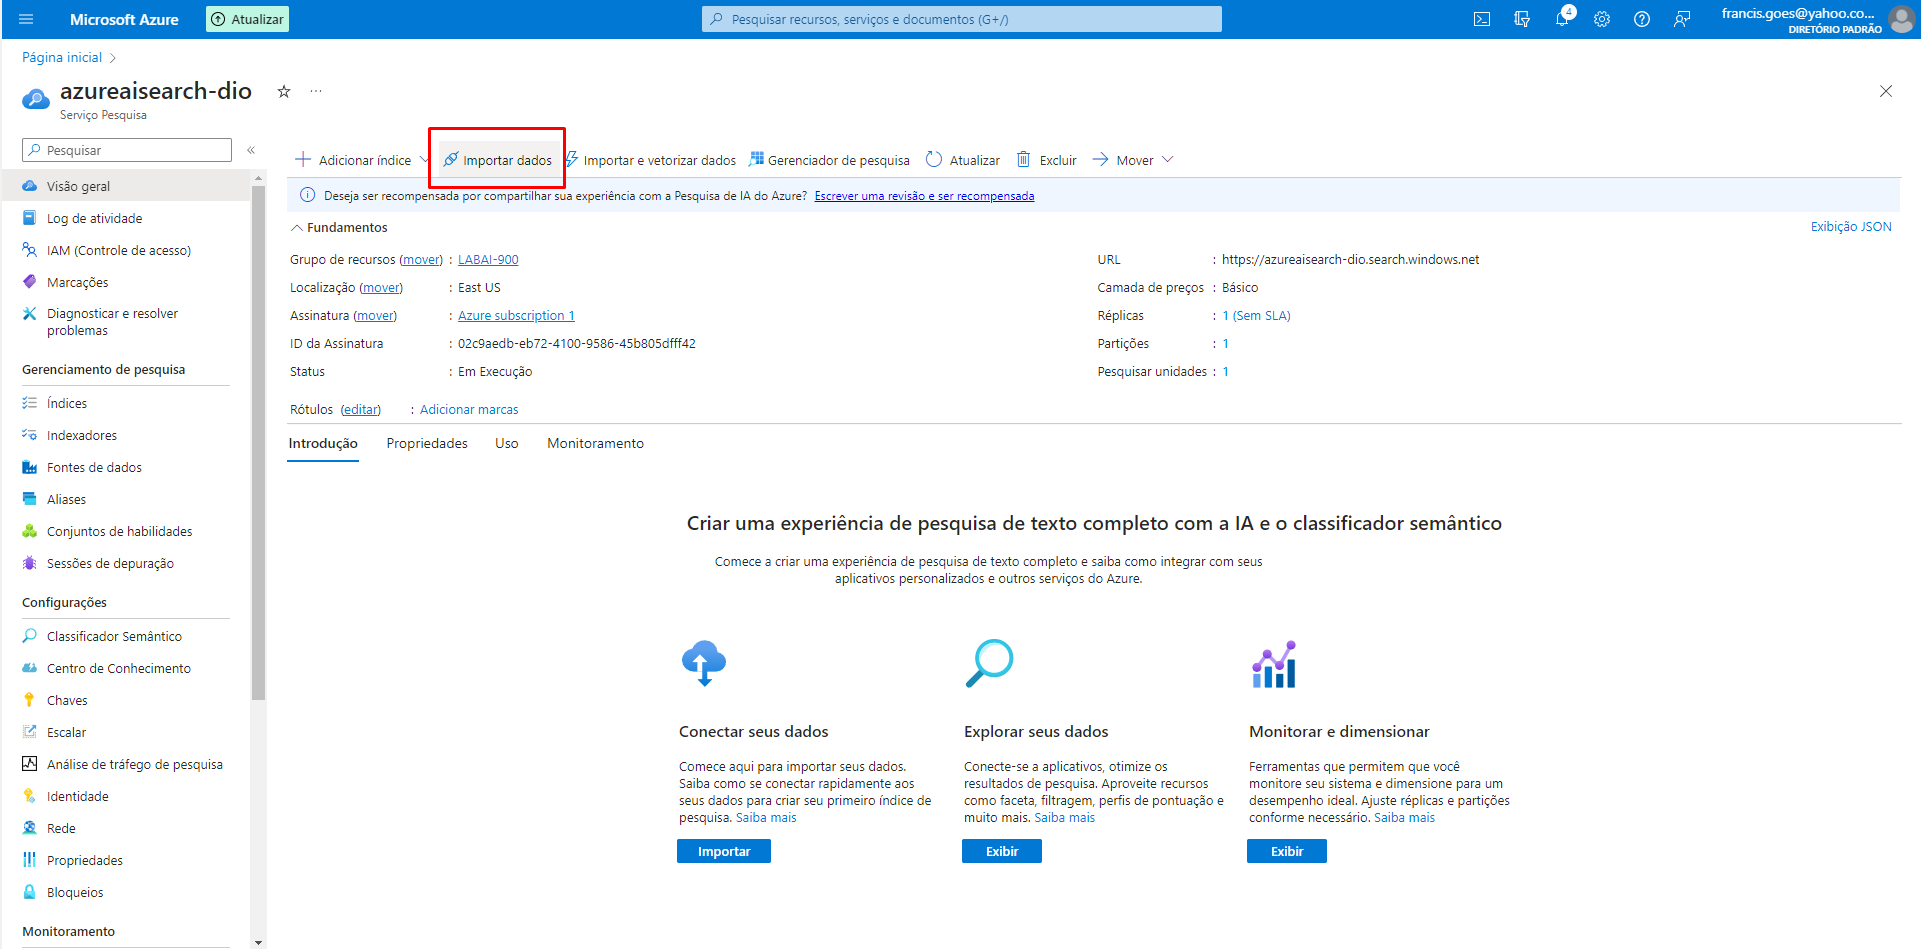 Microsoft Azure
Atualizar
Pesquisar recursos, serviços e documentos (G+/)
4
francis.goes@yahoo.co...
DIRETÓRIO PADRÃO
Página inicial
azureaisearch-dio
Serviço Pesquisa
Pesquisar
Visão geral
Log de atividade
IAM (Controle de acesso)
Marcações
Diagnosticar e resolver
problemas
Gerenciamento de pesquisa
Índices
Indexadores
Fontes de dados
Aliases
Conjuntos de habilidades
Sessões de depuração
Configurações
Classificador Semântico
Centro de Conhecimento
Chaves
Escalar
Análise de tráfego de pesquisa
Identidade
Rede
Propriedades
Bloqueios
Monitoramento
Adicionar índice
Importar dados
Importar e vetorizar dados
Gerenciador de pesquisa
Atualizar
Excluir
Mover
Deseja ser recompensada por compartilhar sua experiência com a Pesquisa de IA do Azure? Escrever uma revisão e ser recompensada
Fundamentos
Exibição JSON
Grupo de recursos (mover) : LABAI-900
Localização (mover) : East US
Assinatura (mover) : Azure subscription 1
ID da Assinatura : 02c9aedb-eb72-4100-9586-45b805dfff42
Status : Em Execução
URL : https://azureaisearch-dio.search.windows.net
Camada de preços : Básico
Réplicas : 1 (Sem SLA)
Partições : 1
Pesquisar unidades : 1
Rótulos (editar) : Adicionar marcas
Introdução
Propriedades
Uso
Monitoramento
Criar uma experiência de pesquisa de texto completo com a IA e o classificador semântico
Comece a criar uma experiência de pesquisa de texto completo e saiba como integrar com seus
aplicativos personalizados e outros serviços do Azure.
Conectar seus dados
Comece aqui para importar seus dados.
Saiba como se conectar rapidamente aos
seus dados para criar seu primeiro índice de
pesquisa. Saiba mais
Importar
Explorar seus dados
Conecte-se a aplicativos, otimize os
resultados de pesquisa. Aproveite recursos
como faceta, filtragem, perfis de pontuação e
muito mais. Saiba mais
Exibir
Monitorar e dimensionar
Ferramentas que permitem que você
monitore seu sistema e dimensione para um
desempenho ideal. Ajuste réplicas e partições
conforme necessário. Saiba mais
Exibir